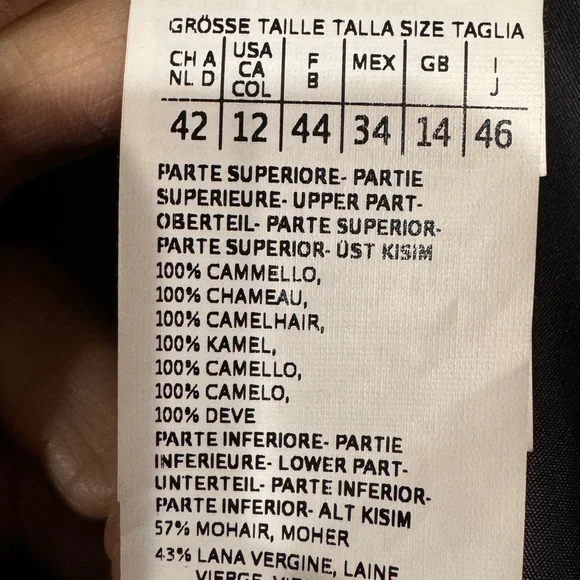 GRÖSSE TAILLE TALLA SIZE TAGLIA
CH A NL D USA CA COL F B MEX GB I J
42 12 44 34 14 46
PARTE SUPERIORE- PARTIE
SUPERIEURE- UPPER PART-
OBERTEIL- PARTE SUPERIOR-
PARTE SUPERIOR- ÜST KISIM
100% CAMMELLO,
100% CHAMEAU,
100% CAMELHAIR,
100% KAMEL,
100% CAMELLO,
100% CAMELO,
100% DEVE
PARTE INFERIORE- PARTIE
INFERIEURE- LOWER PART-
UNTERTEIL- PARTE INFERIOR-
PARTE INFERIOR- ALT KISIM
57% MOHAIR, MOHER
43% LANA VERGINE, LAINE
VIERGE,